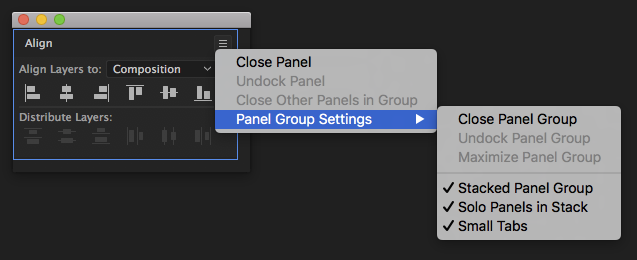 Align
Align Layers to: Composition
Distribute Layers:
Close Panel
Undock Panel
Close Other Panels in Group
Panel Group Settings
Close Panel Group
Undock Panel Group
Maximize Panel Group
Stacked Panel Group
Solo Panels in Stack
Small Tabs